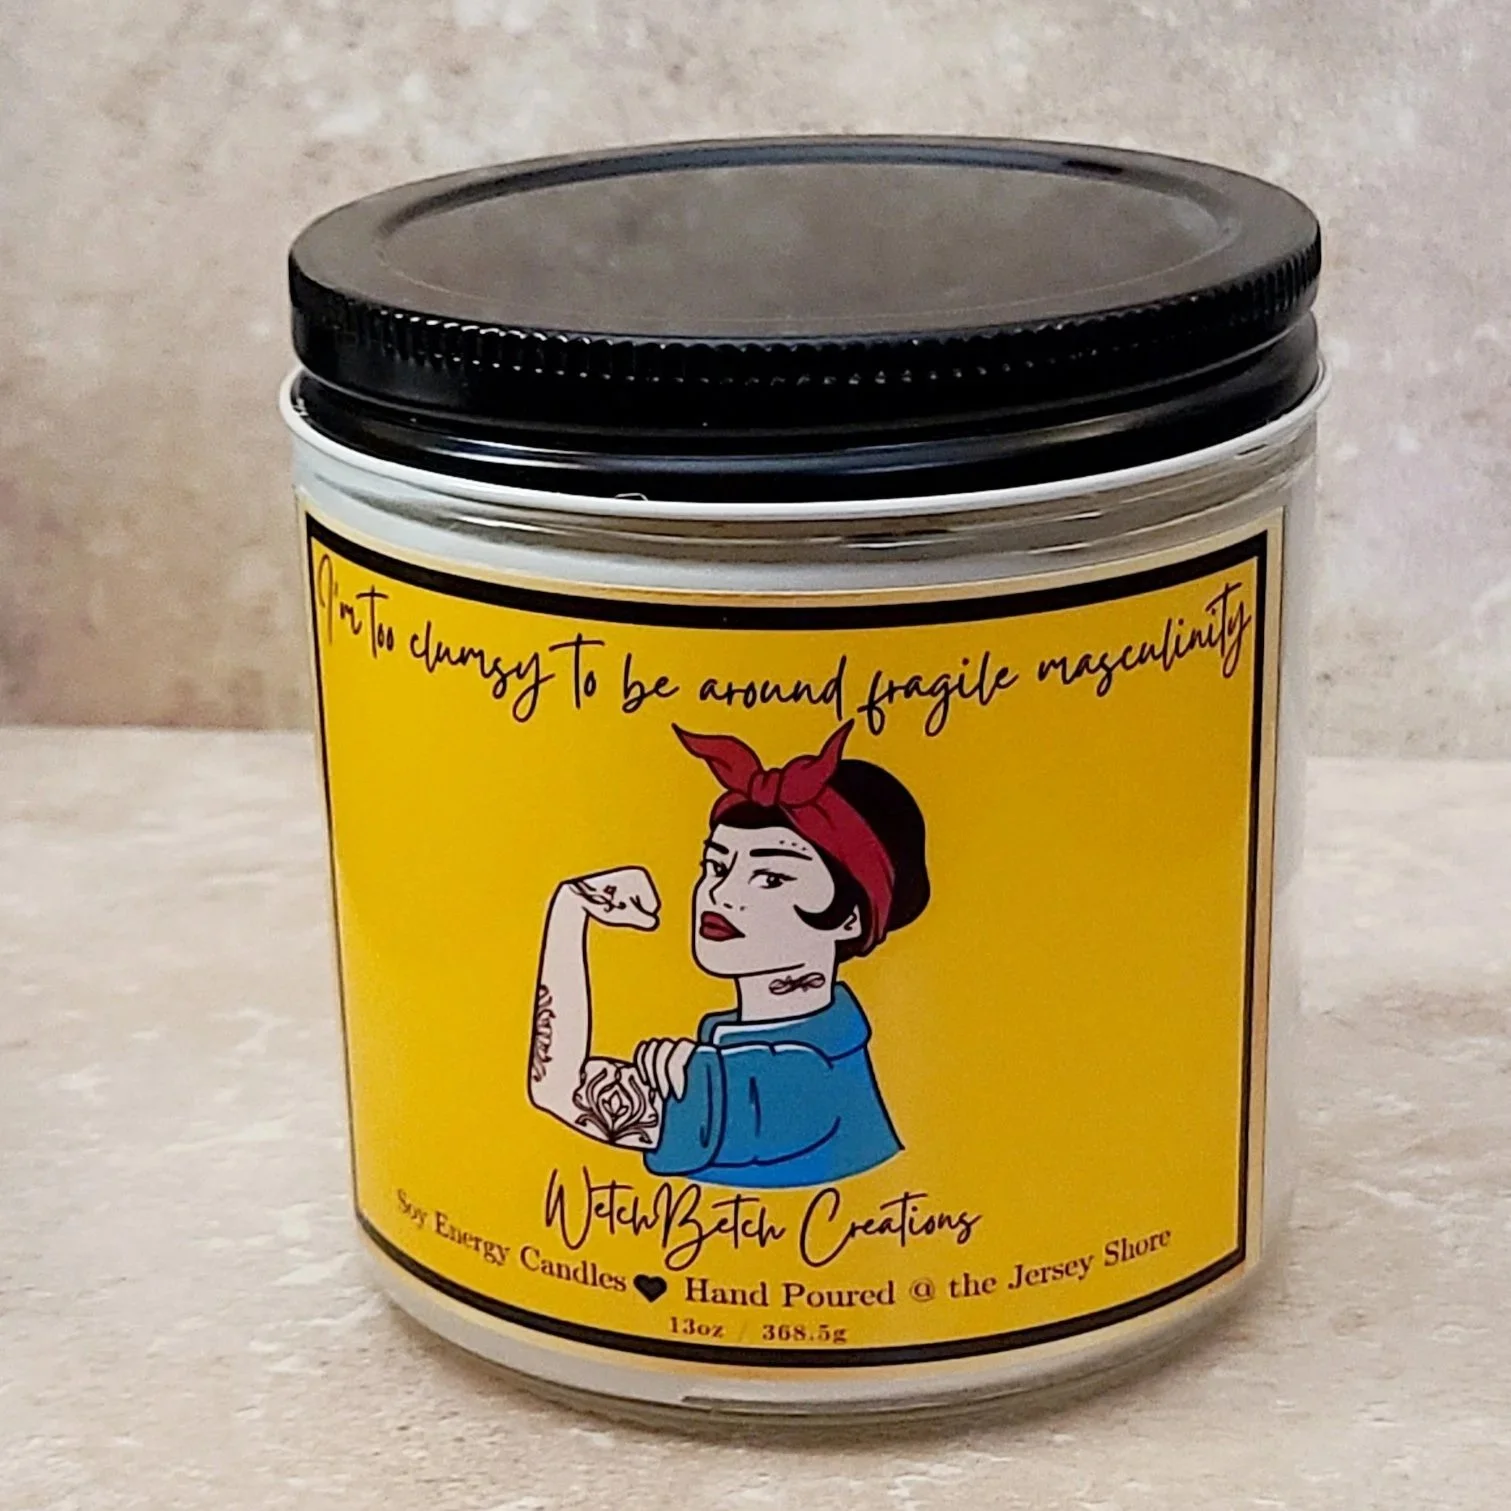 I'm too clumsy to be around fragile masculinity
WetchBetch Creations
Soy Energy Candles🖤 Hand Poured @ the Jersey Shore
13oz / 368.5g